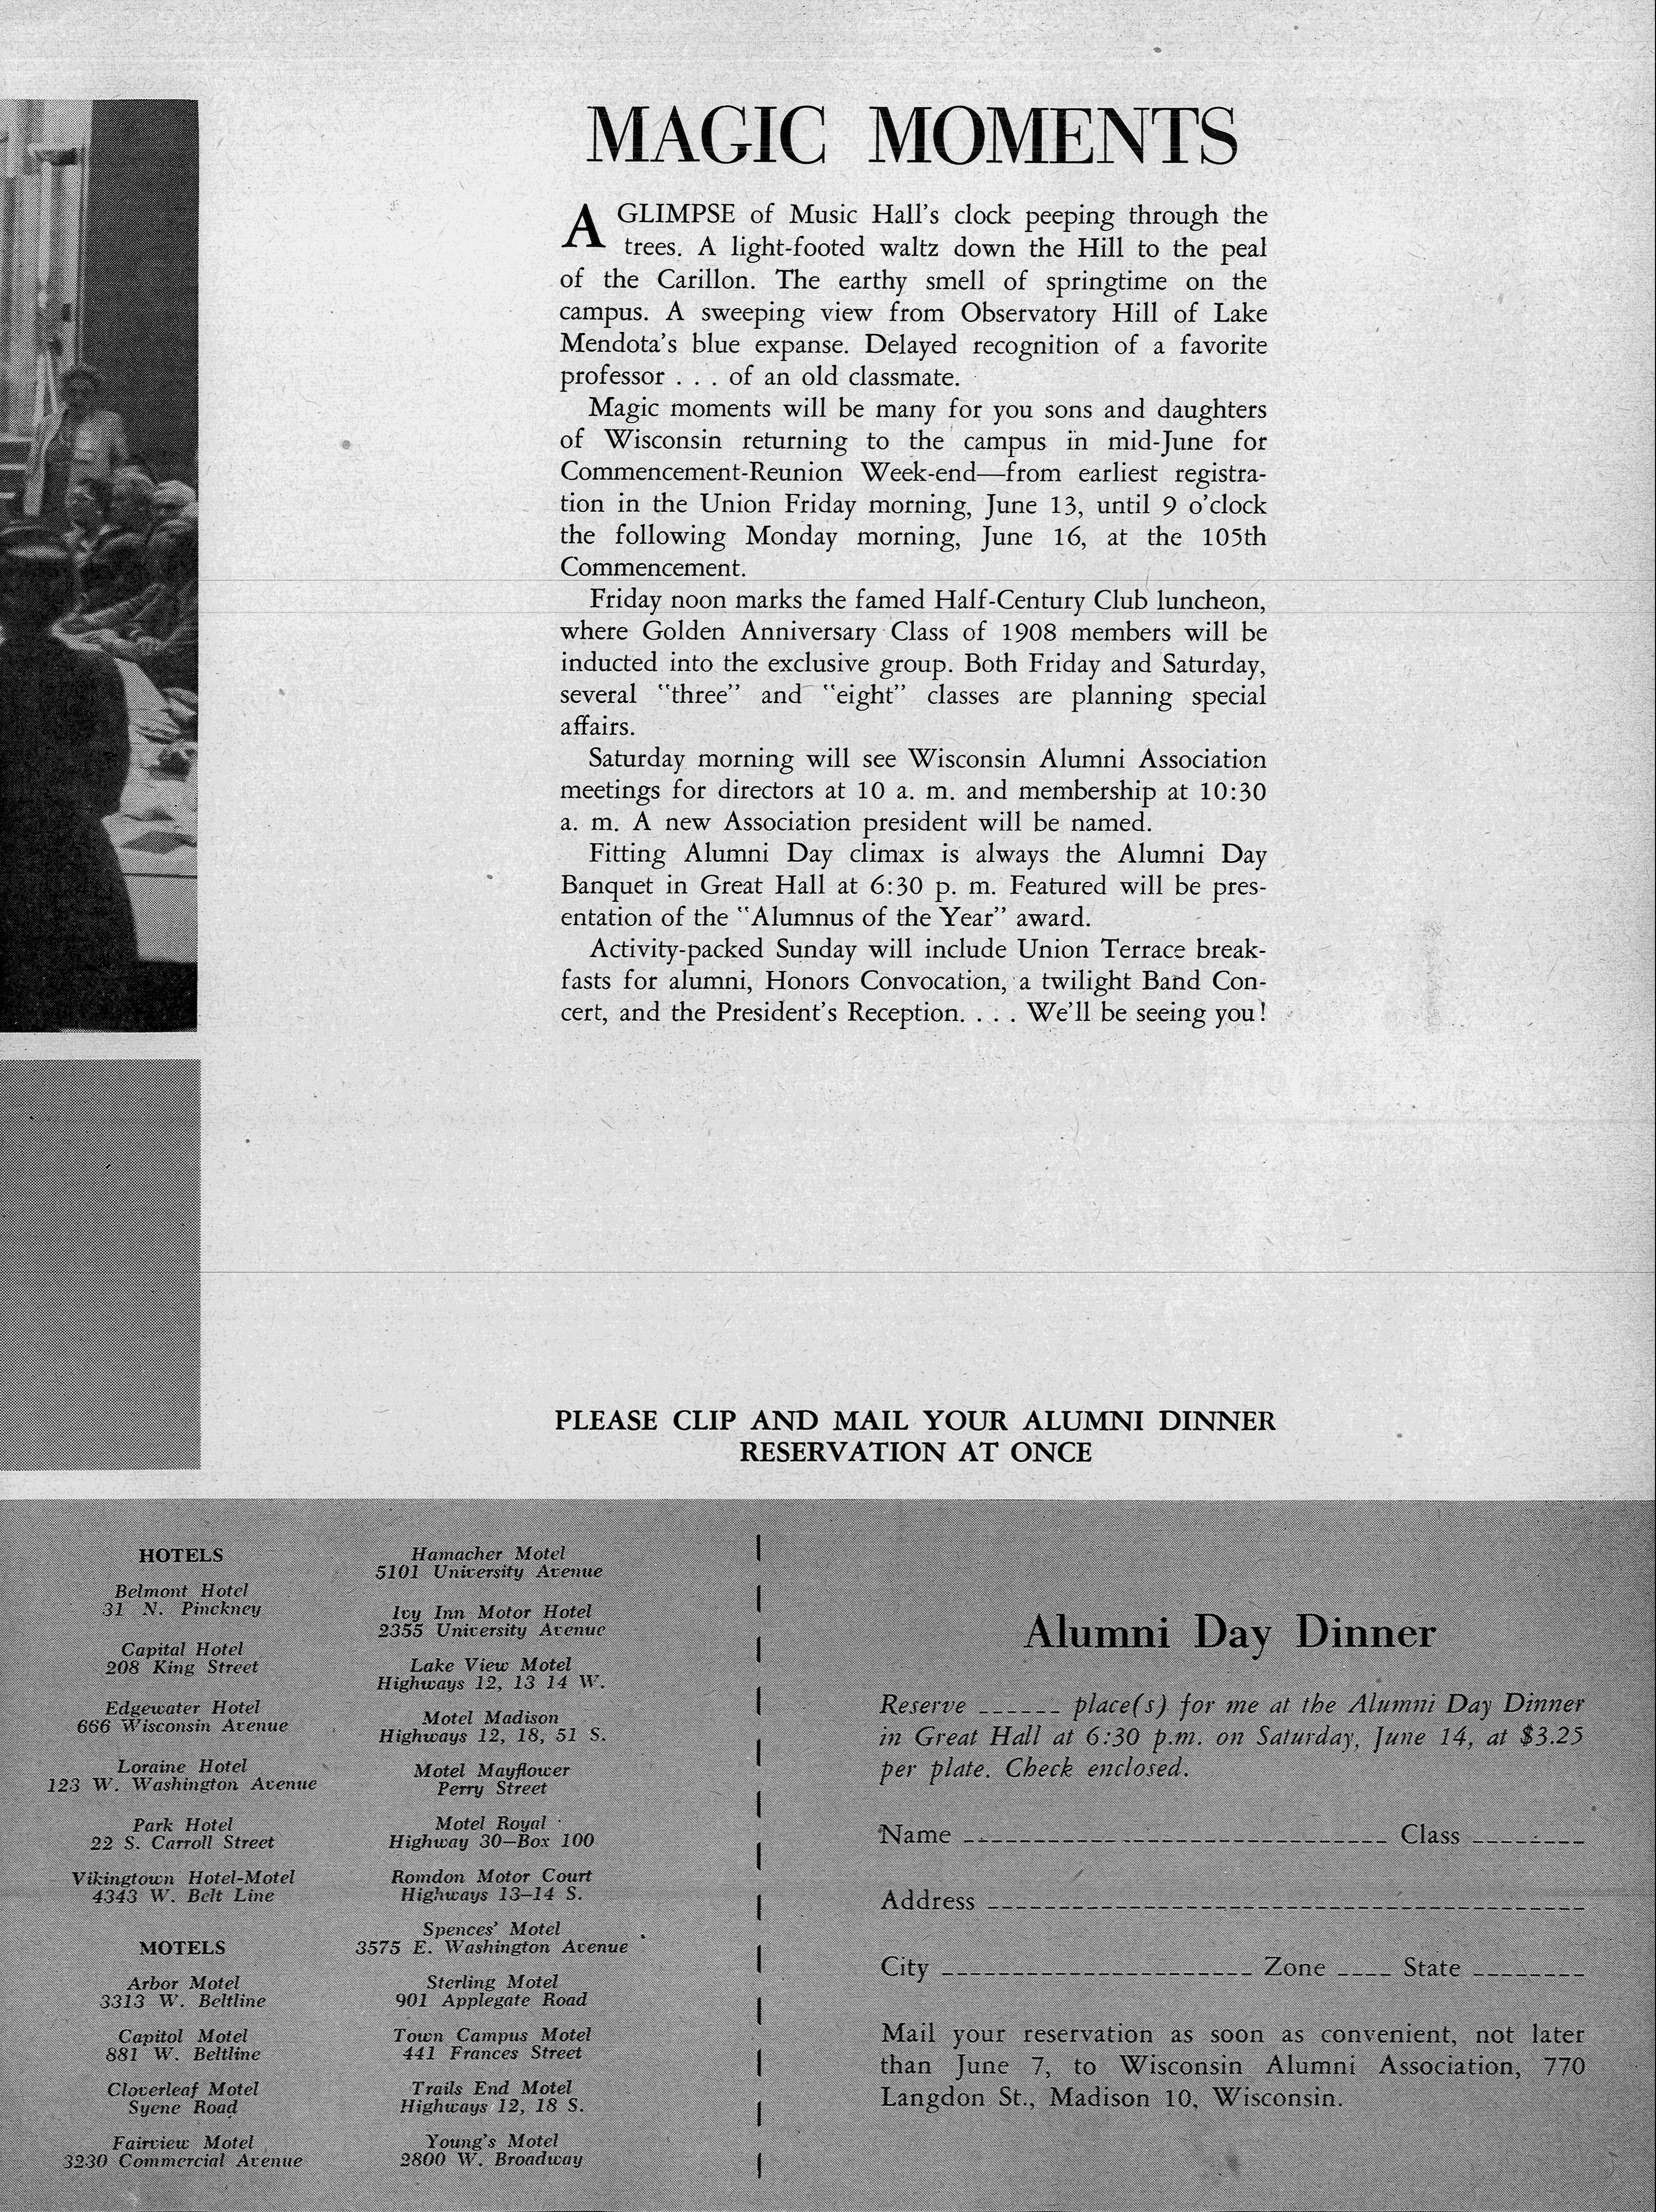 MAGIC MOMENTS
A GLIMPSE of Music Hall's clock peeping through the
trees. A light-footed waltz down the Hill to the peal
of the Carillon. The earthy smell of springtime on the
campus. A sweeping view from Observatory Hill of Lake
Mendota's blue expanse. Delayed recognition of a favorite
professor . . . of an old classmate.
Magic moments will be many for you sons and daughters
of Wisconsin returning to the campus in mid-June for
Commencement-Reunion Week-end—from earliest registra-
tion in the Union Friday morning, June 13, until 9 o'clock
the following Monday morning, June 16, at the 105th
Commencement.
Friday noon marks the famed Half-Century Club luncheon,
where Golden Anniversary Class of 1908 members will be
inducted into the exclusive group. Both Friday and Saturday,
several "three" and "eight" classes are planning special
affairs.
Saturday morning will see Wisconsin Alumni Association
meetings for directors at 10 a. m. and membership at 10:30
a. m. A new Association president will be named.
Fitting Alumni Day climax is always the Alumni Day
Banquet in Great Hall at 6:30 p. m. Featured will be pres-
entation of the "Alumnus of the Year" award.
Activity-packed Sunday will include Union Terrace break-
fasts for alumni, Honors Convocation, a twilight Band Con-
cert, and the President's Reception. . . . We'll be seeing you!
PLEASE CLIP AND MAIL YOUR ALUMNI DINNER
RESERVATION AT ONCE
HOTELS
Belmont Hotel
31 N. Pinckney
Capital Hotel
208 King Street
Edgewater Hotel
666 Wisconsin Avenue
Loraine Hotel
123 W. Washington Avenue
Park Hotel
22 S. Carroll Street
Vikingtown Hotel-Motel
4343 W. Belt Line
MOTELS
Arbor Motel
3313 W. Beltline
Capitol Motel
881 W. Beltline
Cloverleaf Motel
Syene Road
Fairview Motel
3230 Commercial Avenue
Hamacher Motel
5101 University Avenue
Ivy Inn Motor Hotel
2355 University Avenue
Lake View Motel
Highways 12, 13 14 W.
Motel Madison
Highways 12, 18, 51 S.
Motel Mayflower
Perry Street
Motel Royal
Highway 30—Box 100
Romdon Motor Court
Highways 13—14 S.
Spences' Motel
3575 E. Washington Avenue
Sterling Motel
901 Applegate Road
Town Campus Motel
441 Frances Street
Trails End Motel
Highways 12, 18 S.
Young's Motel
2800 W. Broadway
Alumni Day Dinner
Reserve ______ place(s) for me at the Alumni Day Dinner
in Great Hall at 6:30 p.m. on Saturday, June 14, at $3.25
per plate. Check enclosed.
Name ________________________________ Class ________
Address ______________________________________________
City ________________________ Zone ____ State ________
Mail your reservation as soon as convenient, not later
than June 7, to Wisconsin Alumni Association, 770
Langdon St., Madison 10, Wisconsin.